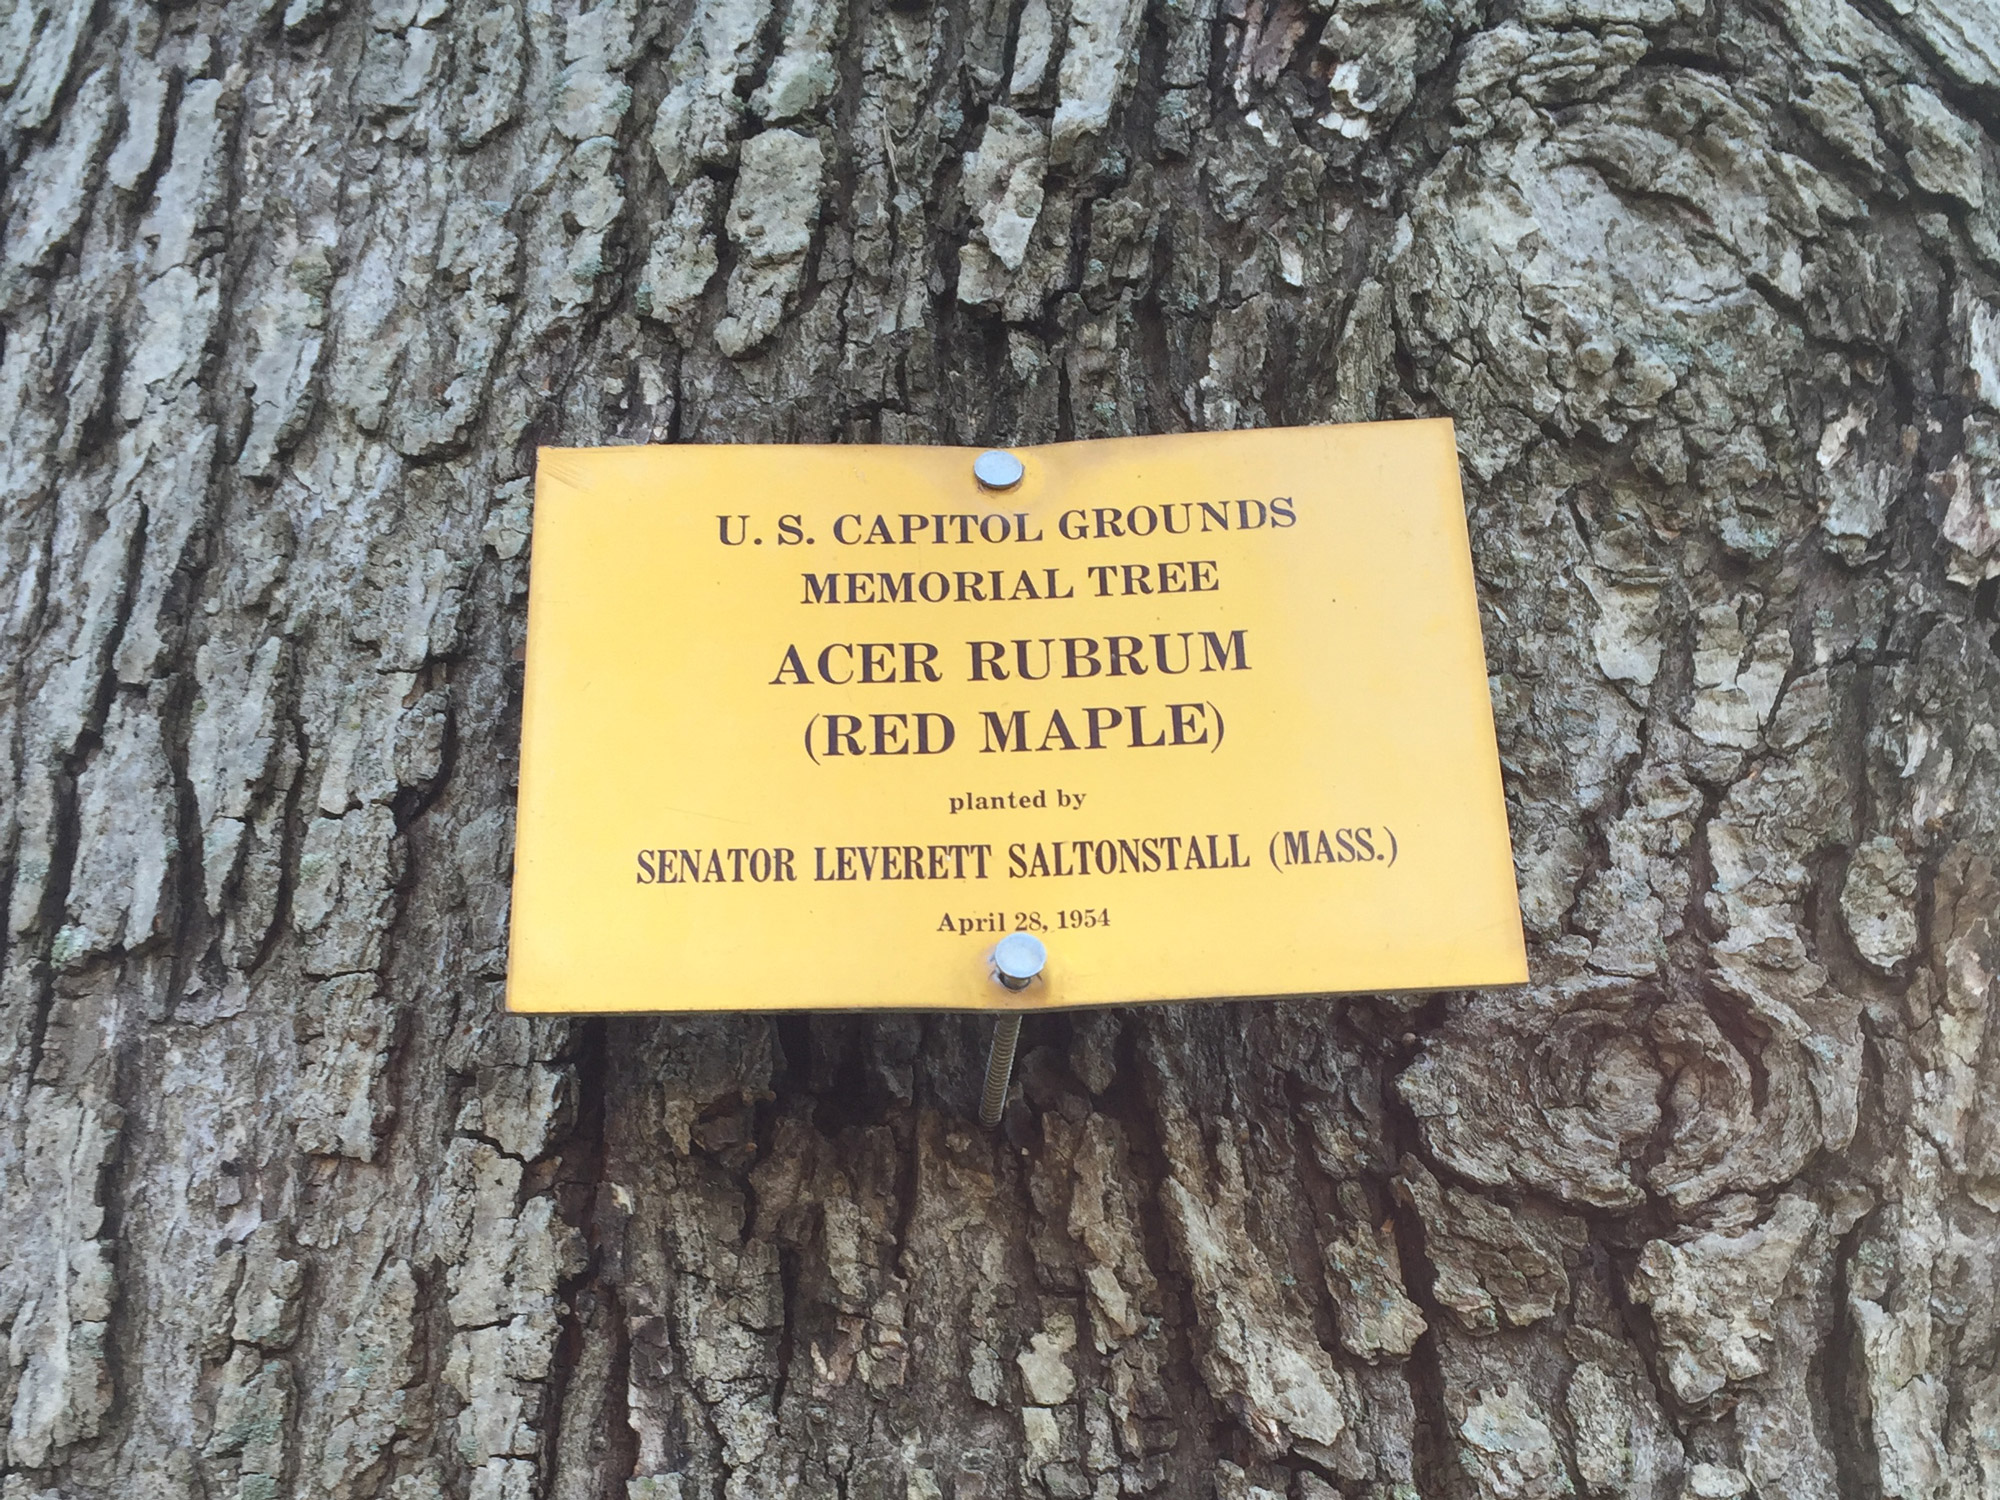 U. S. CAPITOL GROUNDS
MEMORIAL TREE
ACER RUBRUM
(RED MAPLE)
planted by
SENATOR LEVERETT SALTONSTALL (MASS.)
April 28, 1954